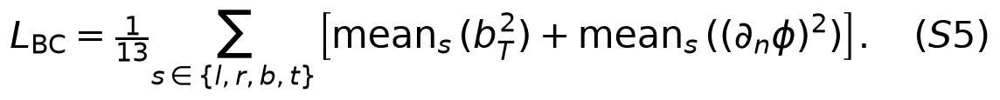 L_BC = 1/13 ∑_{s ∈ {l, r, b, t}} [mean_s (b_T^2) + mean_s ((∂_n ϕ)^2)]. (S5)